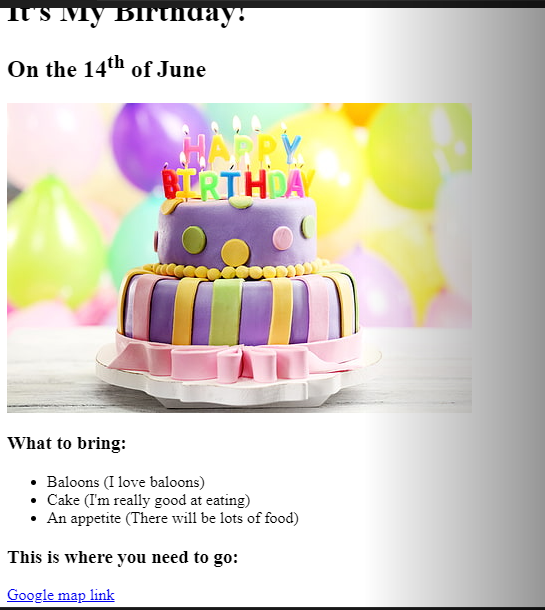 It's My Birthday!
On the 14th of June
HAPPY
BIRTHDAY
What to bring:
Baloons (I love baloons)
Cake (I'm really good at eating)
An appetite (There will be lots of food)
This is where you need to go:
Google map link